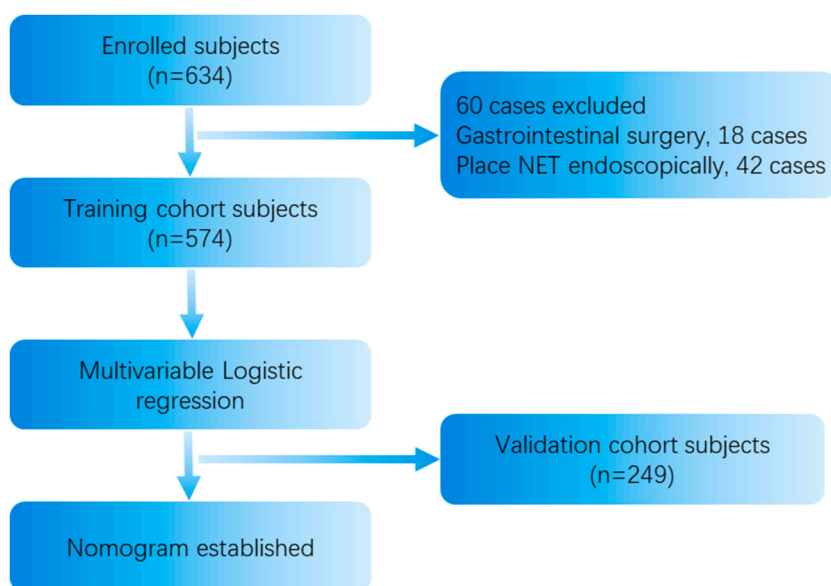 Enrolled subjects
(n=634)
60 cases excluded
Gastrointestinal surgery, 18 cases
Place NET endoscopically, 42 cases
Training cohort subjects
(n=574)
Multivariable Logistic
regression
Validation cohort subjects
(n=249)
Nomogram established